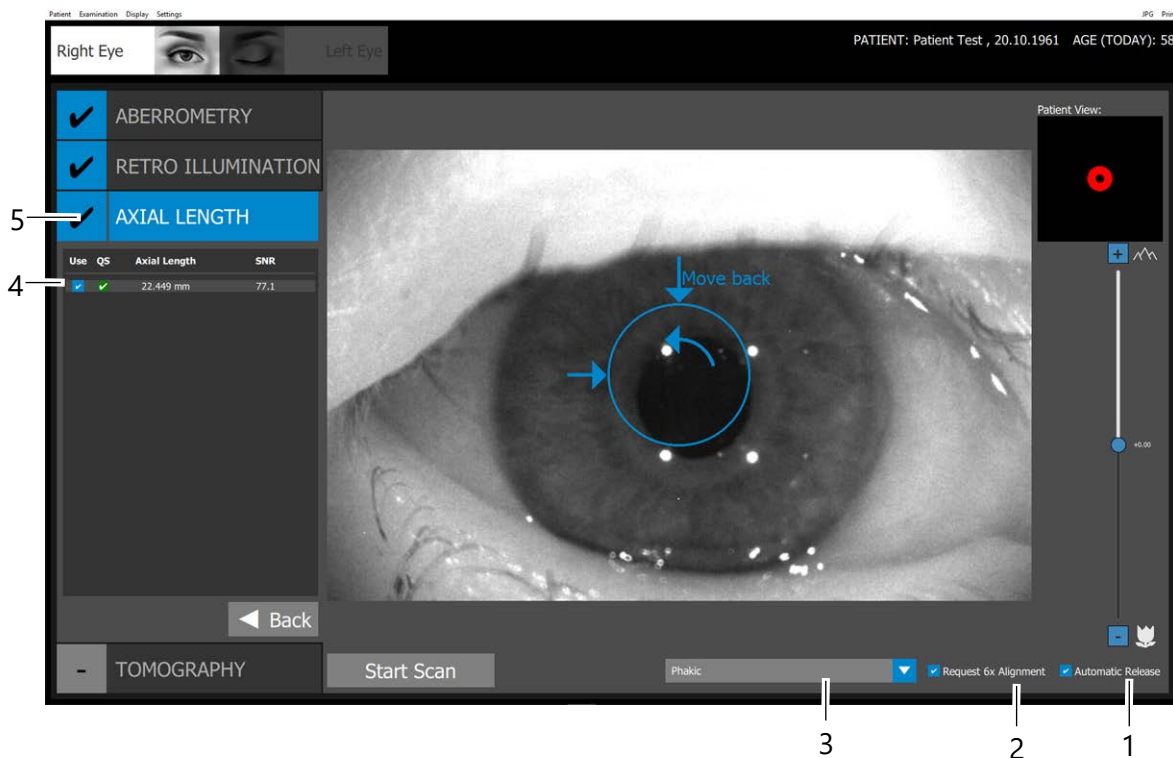 Patient Examination Display Settings
JPG Prin
Right Eye
Left Eye
PATIENT: Patient Test , 20.10.1961 AGE (TODAY): 58
ABERROMETRY
RETRO ILLUMINATION
AXIAL LENGTH
5
Use QS Axial Length SNR
4
22.449 mm 77.1
Back
- TOMOGRAPHY
Move back
Patient View:
+
+0.00
-
Start Scan
Phakic
Request 6x Alignment
Automatic Release
3
2
1